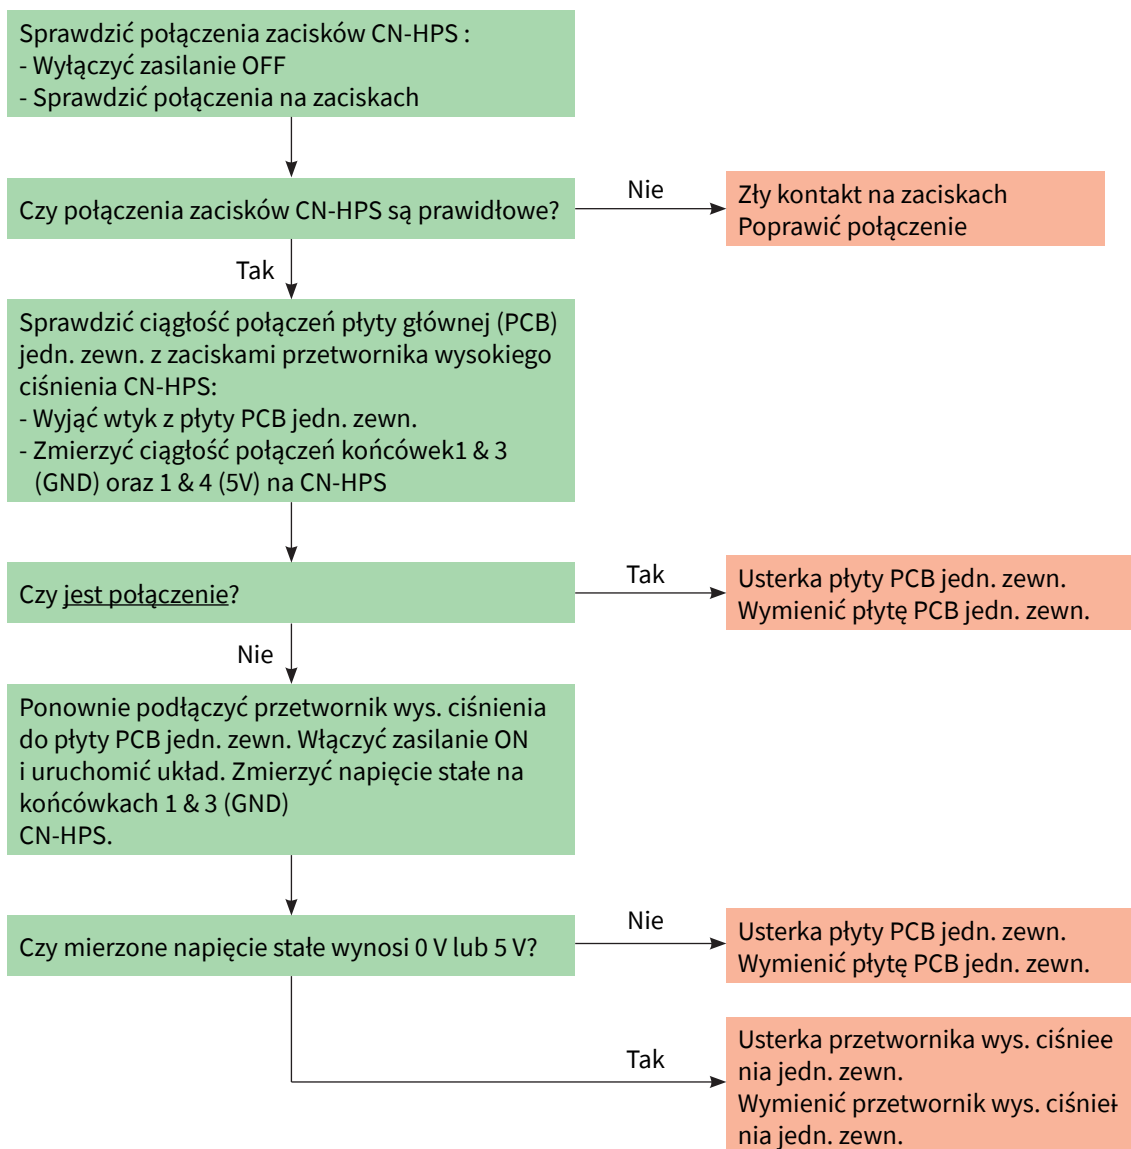 Sprawdzić połączenia zacisków CN-HPS :
- Wyłączyć zasilanie OFF
- Sprawdzić połączenia na zaciskach
Czy połączenia zacisków CN-HPS są prawidłowe?
Nie
Zły kontakt na zaciskach
Poprawić połączenie
Tak
Sprawdzić ciągłość połączeń płyty głównej (PCB)
jedn. zewn. z zaciskami przetwornika wysokiego
ciśnienia CN-HPS:
- Wyjąć wtyk z płyty PCB jedn. zewn.
- Zmierzyć ciągłość połączeń końcówek1 & 3
(GND) oraz 1 & 4 (5V) na CN-HPS
Czy jest połączenie?
Tak
Usterka płyty PCB jedn. zewn.
Wymienić płytę PCB jedn. zewn.
Nie
Ponownie podłączyć przetwornik wys. ciśnienia
do płyty PCB jedn. zewn. Włączyć zasilanie ON
i uruchomić układ. Zmierzyć napięcie stałe na
końcówkach 1 & 3 (GND)
CN-HPS.
Czy mierzone napięcie stałe wynosi 0 V lub 5 V?
Nie
Usterka płyty PCB jedn. zewn.
Wymienić płytę PCB jedn. zewn.
Tak
Usterka przetwornika wys. ciśniee
nia jedn. zewn.
Wymienić przetwornik wys. ciśniei
nia jedn. zewn.